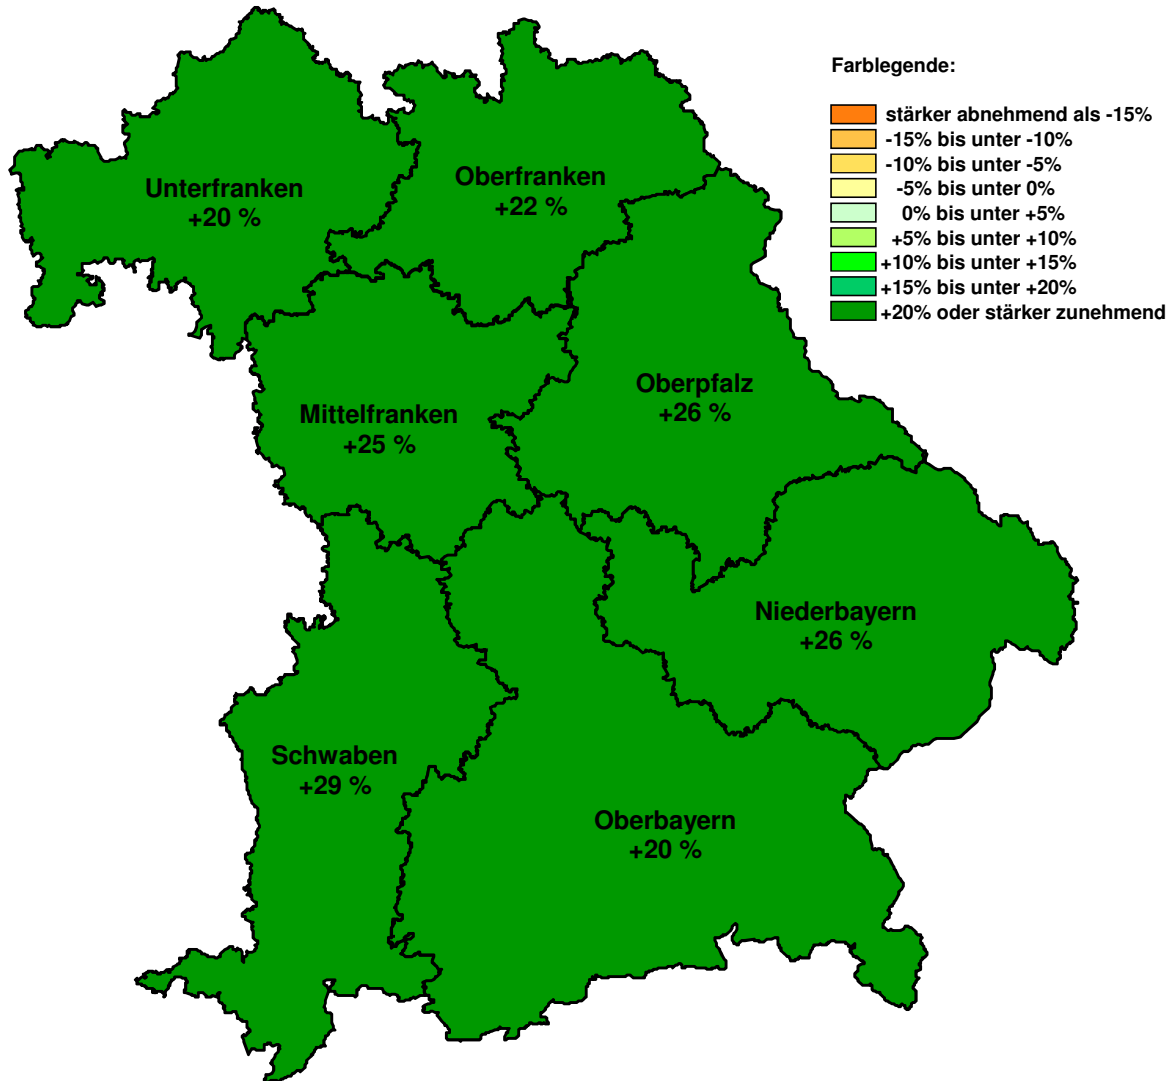 Farblegende:
stärker abnehmend als -15%
-15% bis unter -10%
-10% bis unter -5%
-5% bis unter 0%
0% bis unter +5%
+5% bis unter +10%
+10% bis unter +15%
+15% bis unter +20%
+20% oder stärker zunehmend
Unterfranken
+20 %
Oberfranken
+22 %
Mittelfranken
+25 %
Oberpfalz
+26 %
Niederbayern
+26 %
Schwaben
+29 %
Oberbayern
+20 %